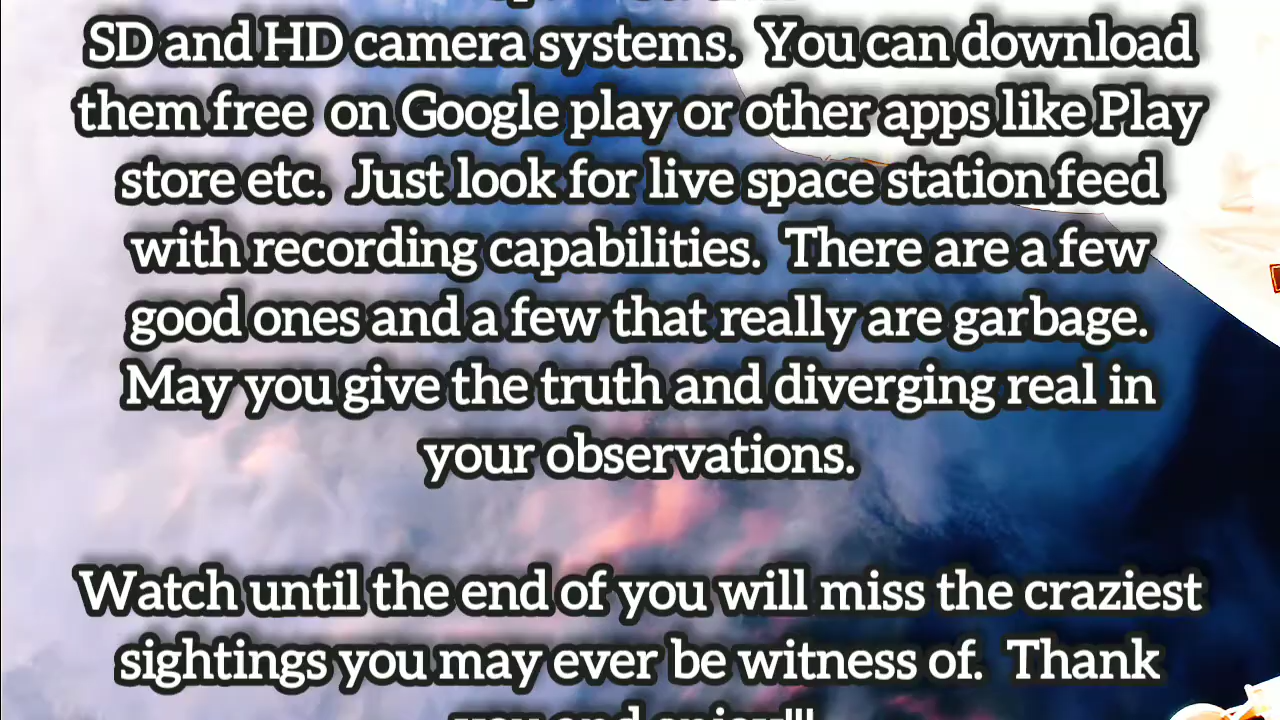 SD and HD camera systems. You can download
them free on Google play or other apps like Play
store etc. Just look for live space station feed
with recording capabilities. There are a few
good ones and a few that really are garbage.
May you give the truth and diverging real in
your observations.
Watch until the end of you will miss the craziest
sightings you may ever be witness of. Thank
you and enjoy!!!